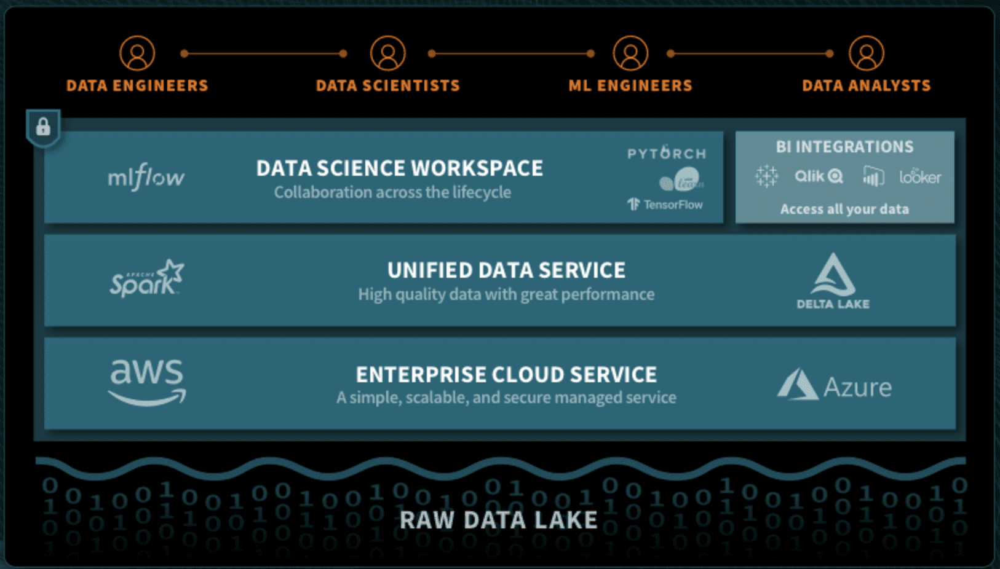 DATA ENGINEERS
DATA SCIENTISTS
ML ENGINEERS
DATA ANALYSTS
mlflow
DATA SCIENCE WORKSPACE
Collaboration across the lifecycle
PYTORCH
learn
TensorFlow
BI INTEGRATIONS
Qlik
looker
Access all your data
APACHE
Spark
UNIFIED DATA SERVICE
High quality data with great performance
DELTA LAKE
aws
ENTERPRISE CLOUD SERVICE
A simple, scalable, and secure managed service
Azure
RAW DATA LAKE